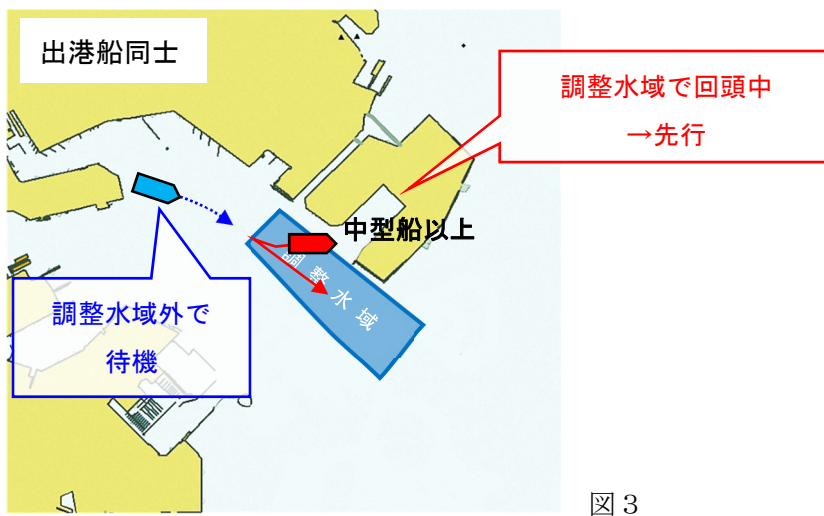 出港船同士
調整水域で回頭中
→先行
中型船以上
調整水域
調整水域外で
待機
図３